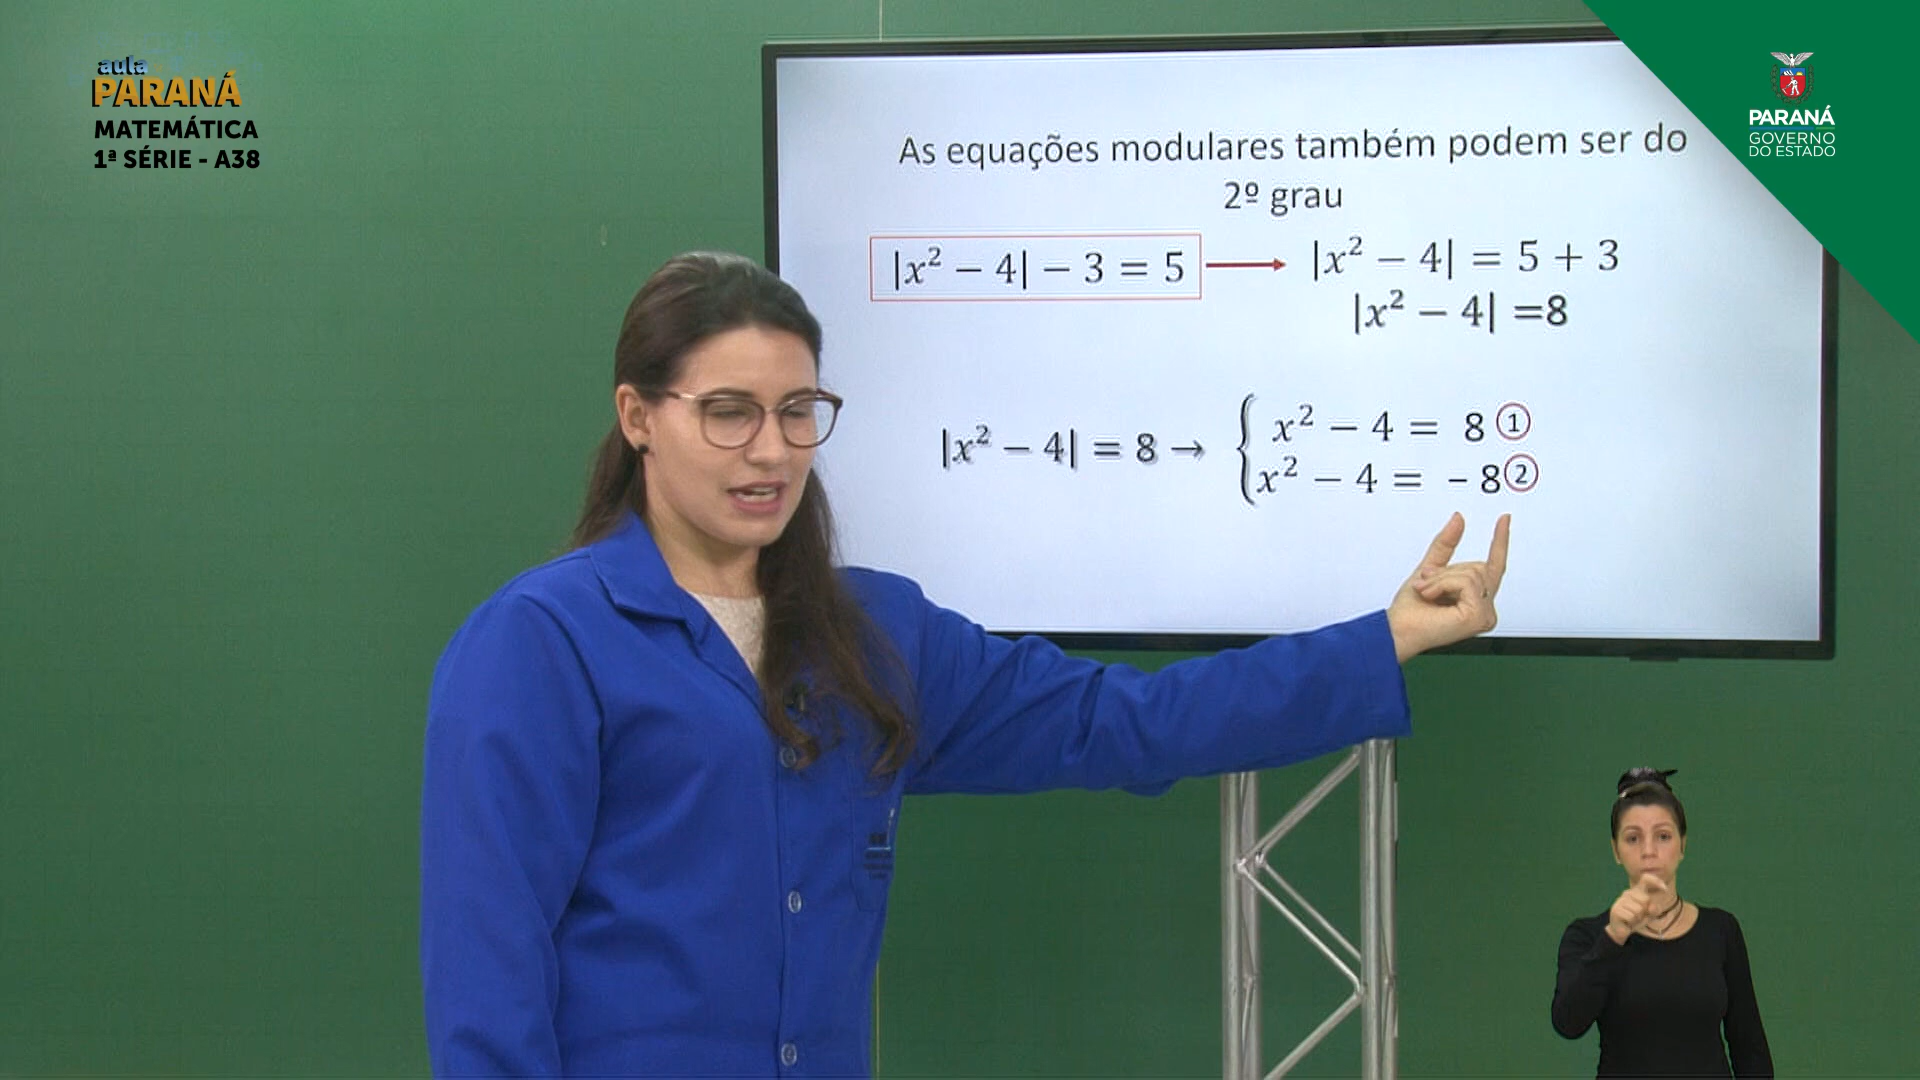 aula
PARANÁ
MATEMÁTICA
1ª SÉRIE - A38
PARANÁ
GOVERNO
DO ESTADO
As equações modulares também podem ser do
2º grau
|x² − 4| − 3 = 5 → |x² − 4| = 5 + 3
|x² − 4| =8
|x² − 4| = 8 → { x² − 4 = 8 ①
x² − 4 = − 8 ②